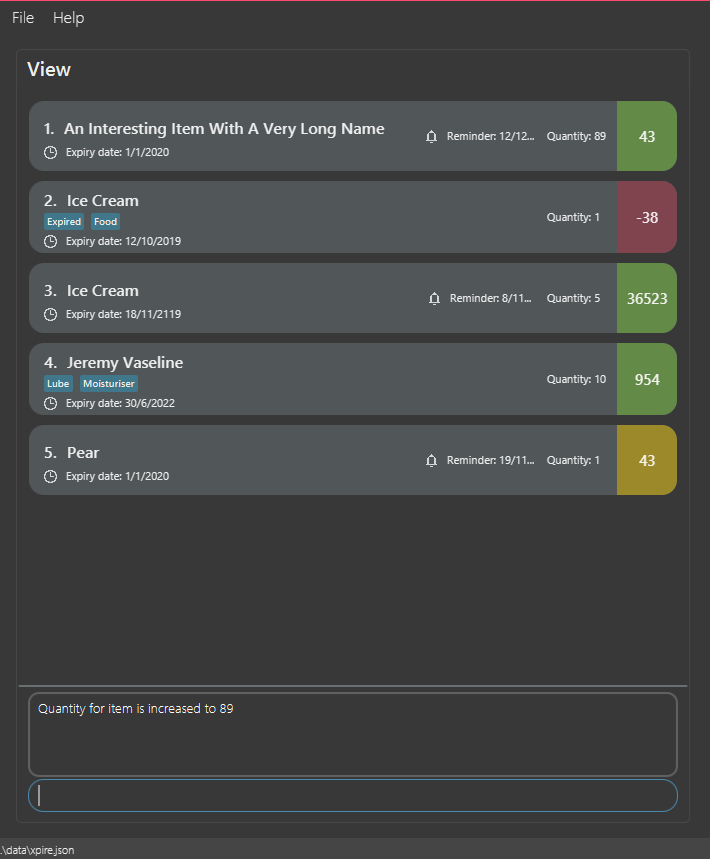 File Help
View
1. An Interesting Item With A Very Long Name
Reminder: 12/12... Quantity: 89 43
Expiry date: 1/1/2020
2. Ice Cream
Expired Food
Quantity: 1 -38
Expiry date: 12/10/2019
3. Ice Cream
Reminder: 8/11... Quantity: 5 36523
Expiry date: 18/11/2119
4. Jeremy Vaseline
Lube Moisturiser
Quantity: 10 954
Expiry date: 30/6/2022
5. Pear
Reminder: 19/11... Quantity: 1 43
Expiry date: 1/1/2020
Quantity for item is increased to 89
.\data\xpire.json